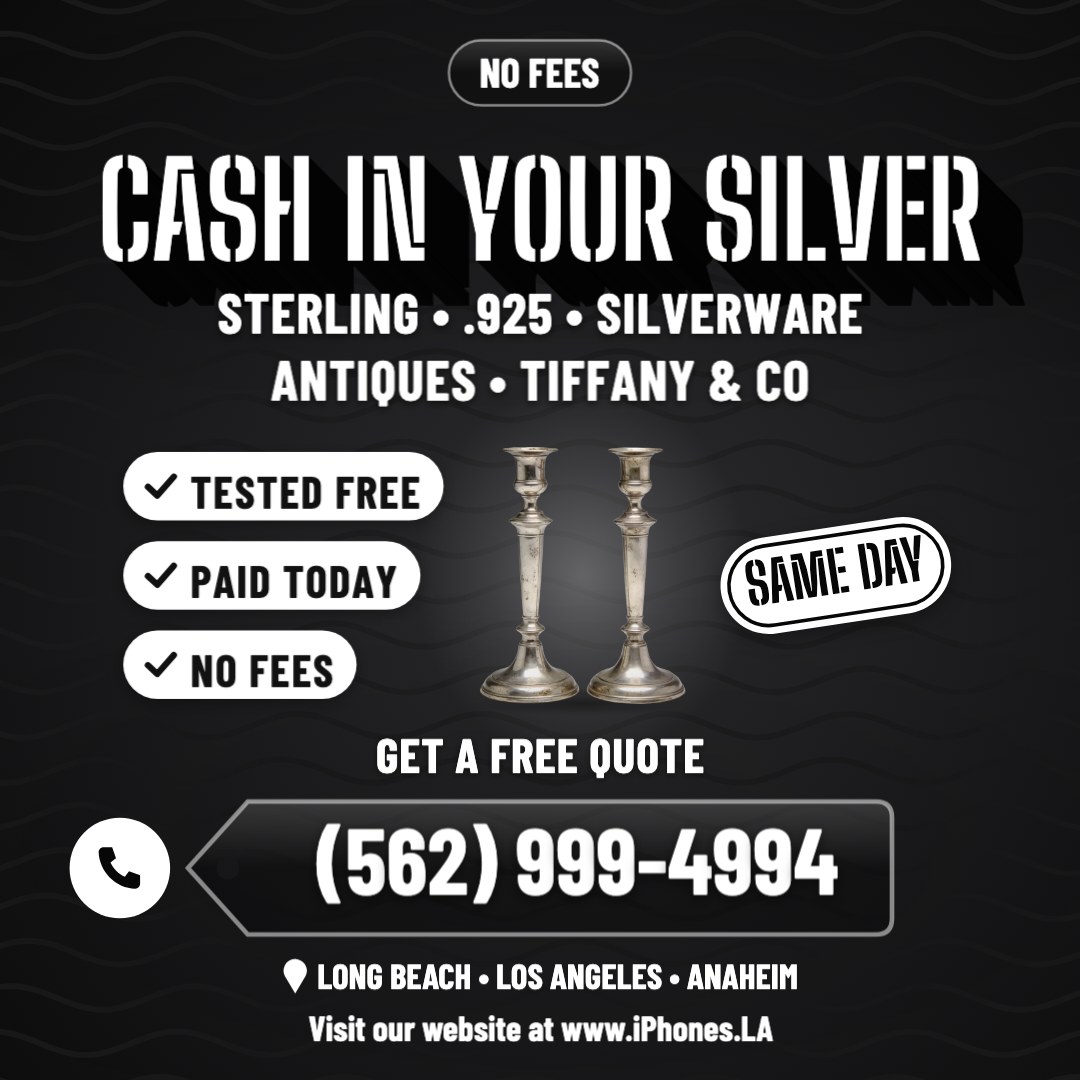 NO FEES
CASH IN YOUR SILVER
STERLING • .925 • SILVERWARE
ANTIQUES • TIFFANY & CO
TESTED FREE
PAID TODAY
NO FEES
SAME DAY
GET A FREE QUOTE
(562) 999-4994
LONG BEACH • LOS ANGELES • ANAHEIM
Visit our website at www.iPhones.LA